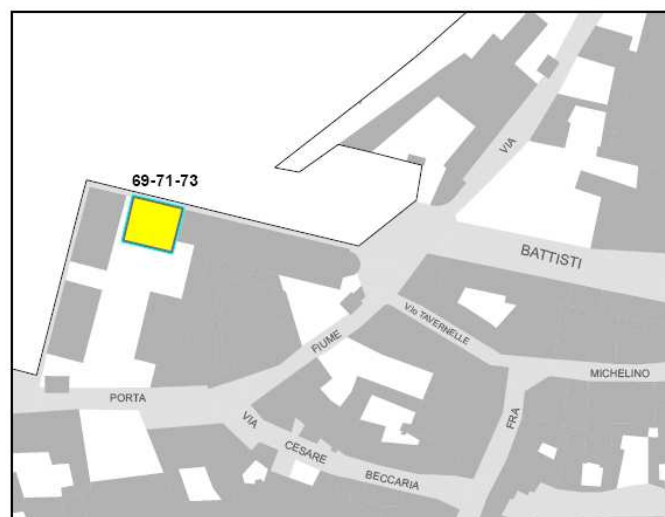 VIA
69-71-73
BATTISTI
V.lo TAVERNELLE
FIUME
MICHELINO
PORTA
VIA
FRA
CESARE
BECCARIA